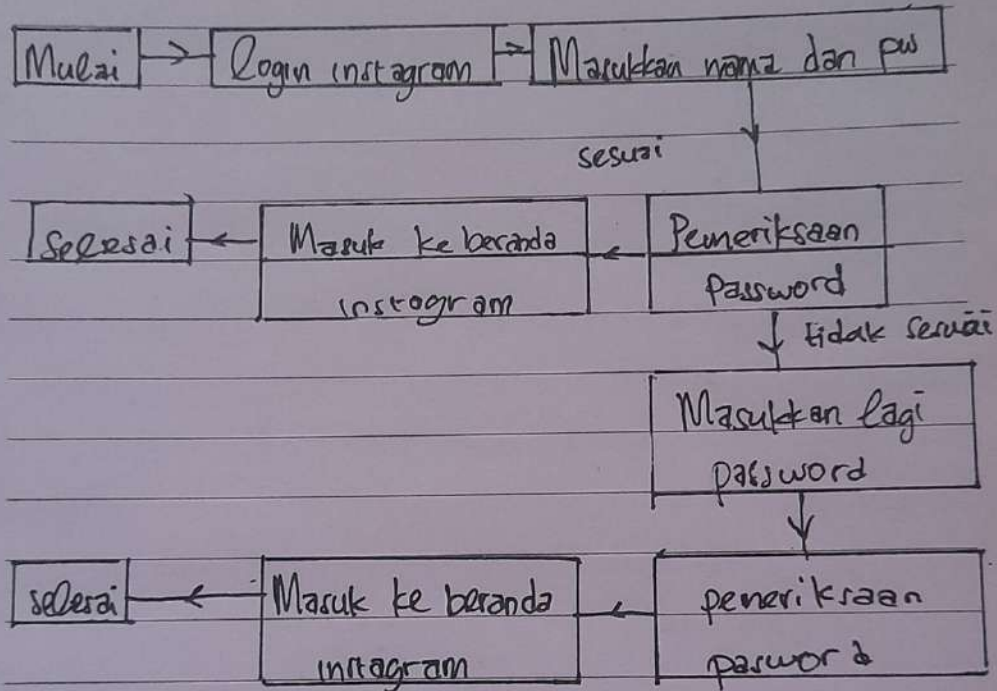 Mulai Login instagram Masukkan nama dan pw
sesuai
Selesai Masuk ke beranda Pemeriksaan
instogram Password
tidak sesuai
Masukkan lagi
password
selesai Masuk ke beranda pemeriksaan
instagram pasword